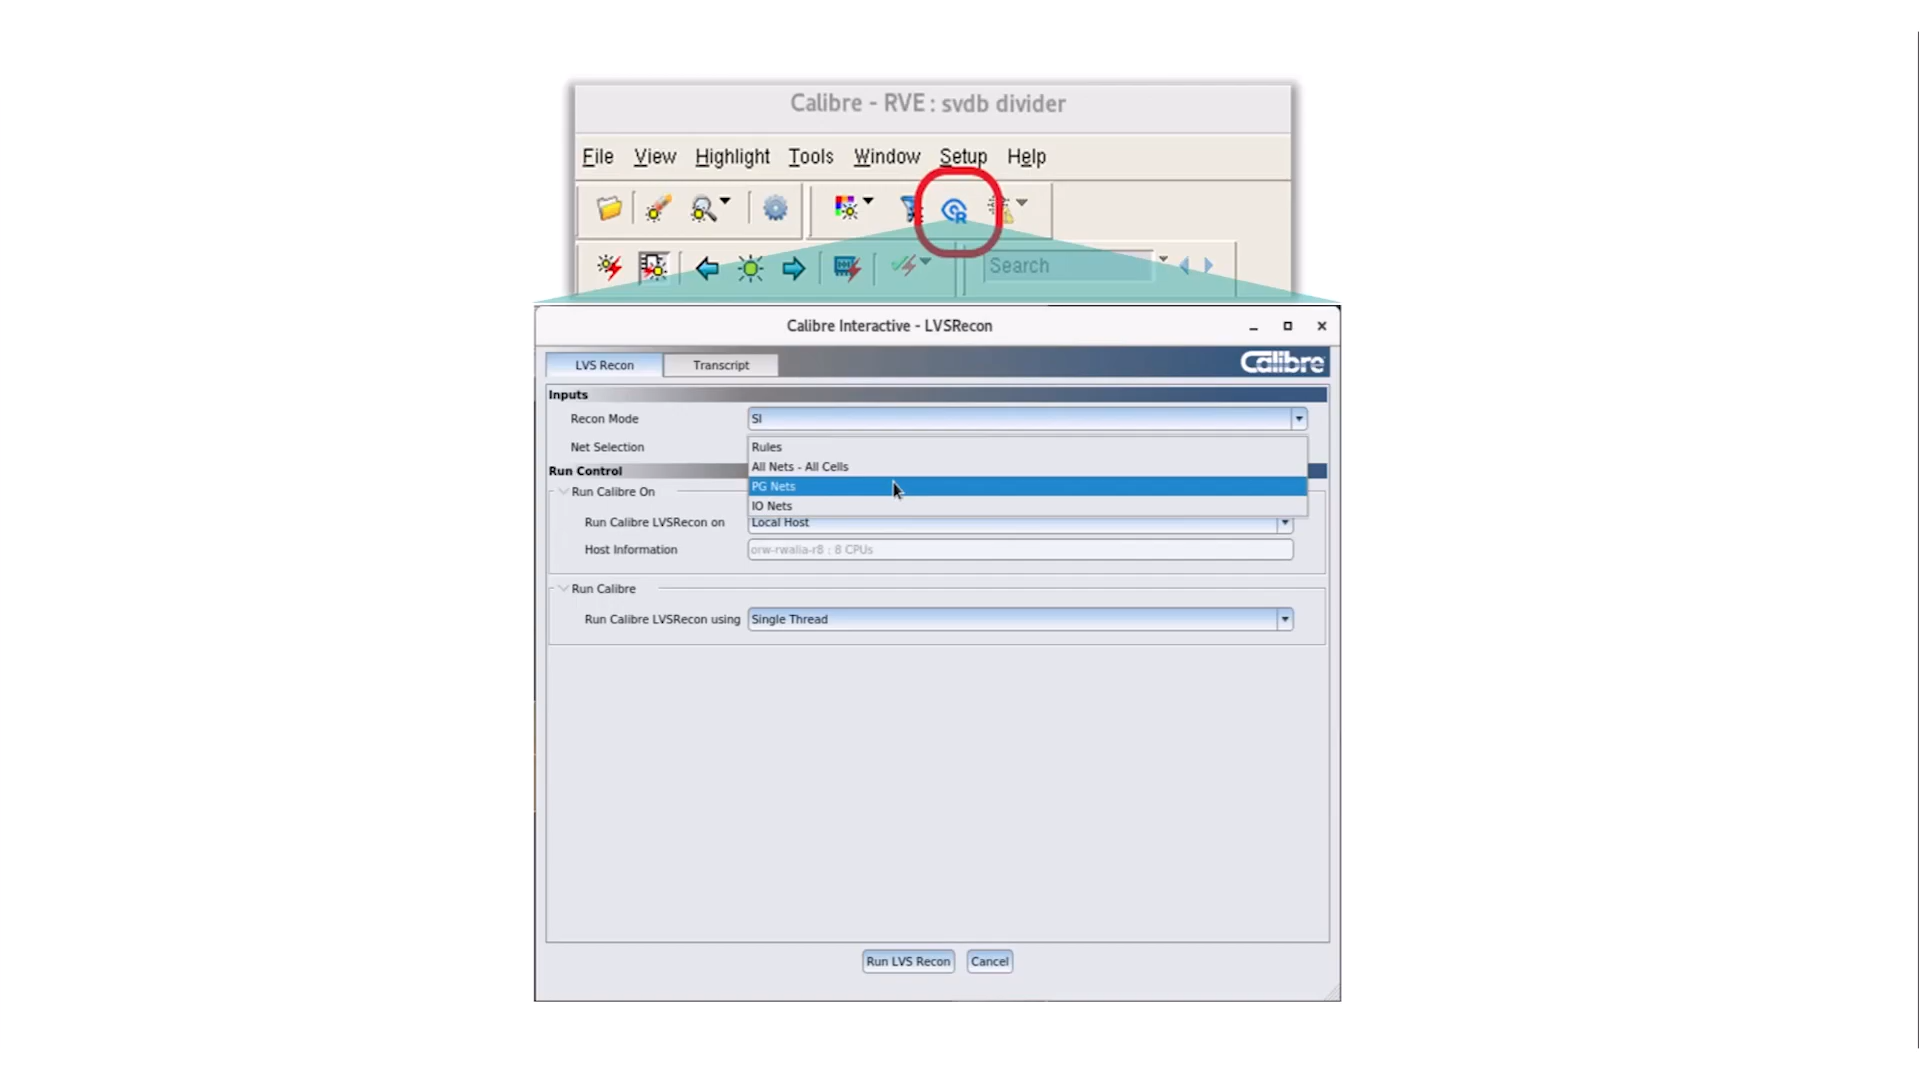 Calibre - RVE : svdb divider
File View Highlight Tools Window Setup Help
R
Search
Calibre Interactive - LVSRecon
LVS Recon Transcript Calibre
Inputs
Recon Mode SI
Net Selection Rules
All Nets - All Cells
Run Control
PG Nets
Run Calibre On
IO Nets
Run Calibre LVSRecon on Local Host
Host Information orw-rwalia-r8 : 8 CPUs
Run Calibre
Run Calibre LVSRecon using Single Thread
Run LVS Recon Cancel